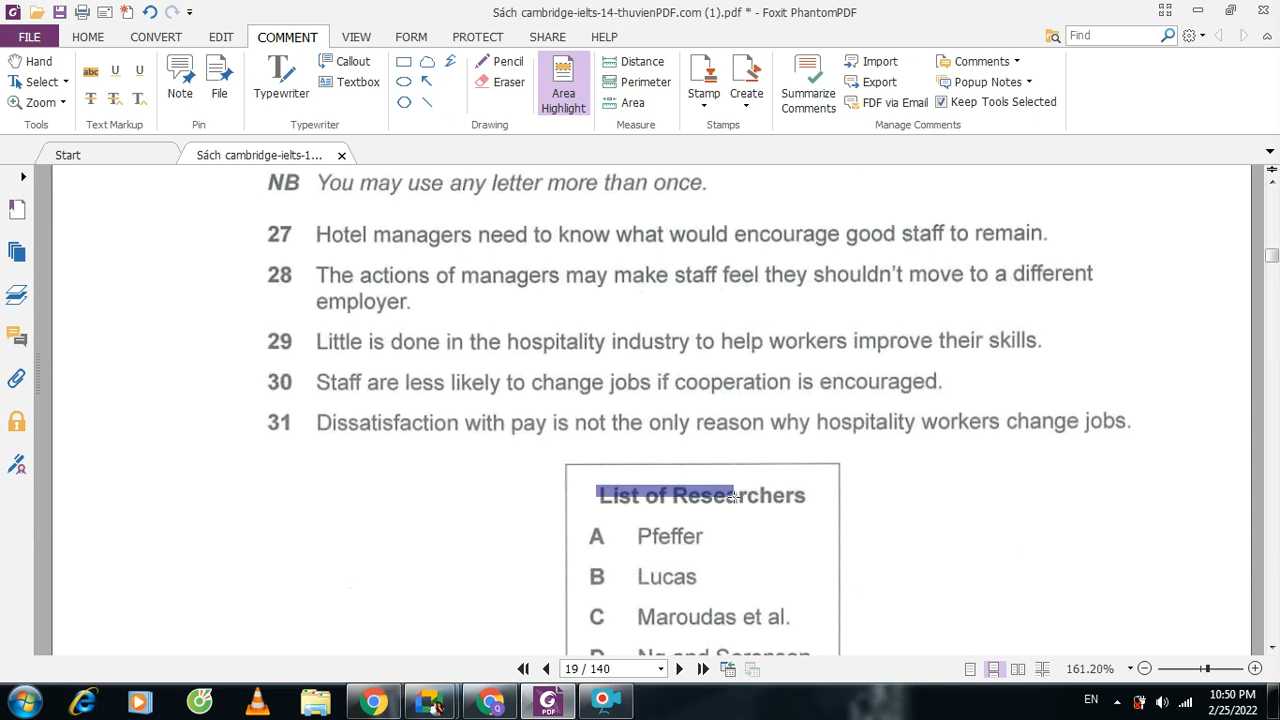 Sách cambridge-ielts-14-thuvienPDF.com (1).pdf * - Foxit PhantomPDF
FILE HOME CONVERT EDIT COMMENT VIEW FORM PROTECT SHARE HELP Find
Hand
Select
Zoom
Tools
abc U U
T T T
Text Markup
Note File
Pin
Typewriter
Callout
Textbox
Typewriter
Pencil
Eraser
Drawing
Area
Highlight
Distance
Perimeter
Area
Measure
Stamp Create
Stamps
Summarize
Comments
Import
Export
FDF via Email
Comments
Popup Notes
Keep Tools Selected
Manage Comments
Start Sách cambridge-ielts-1...
NB You may use any letter more than once.
27 Hotel managers need to know what would encourage good staff to remain.
28 The actions of managers may make staff feel they shouldn't move to a different
employer.
29 Little is done in the hospitality industry to help workers improve their skills.
30 Staff are less likely to change jobs if cooperation is encouraged.
31 Dissatisfaction with pay is not the only reason why hospitality workers change jobs.
List of Researchers
A Pfeffer
B Lucas
C Maroudas et al.
D Ng and Sorensen
19 / 140
161.20%
PDF
EN
10:50 PM
2/25/2022